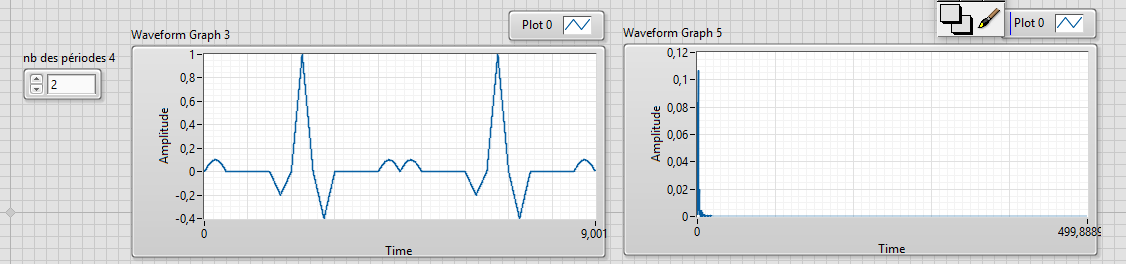 nb des périodes 4
2
Waveform Graph 3
Plot 0
Amplitude
1
0,8
0,6
0,4
0,2
0
-0,2
-0,4
0
9,001
Time
Waveform Graph 5
Plot 0
Amplitude
0,12
0,1
0,08
0,06
0,04
0,02
0
0
499,8889
Time